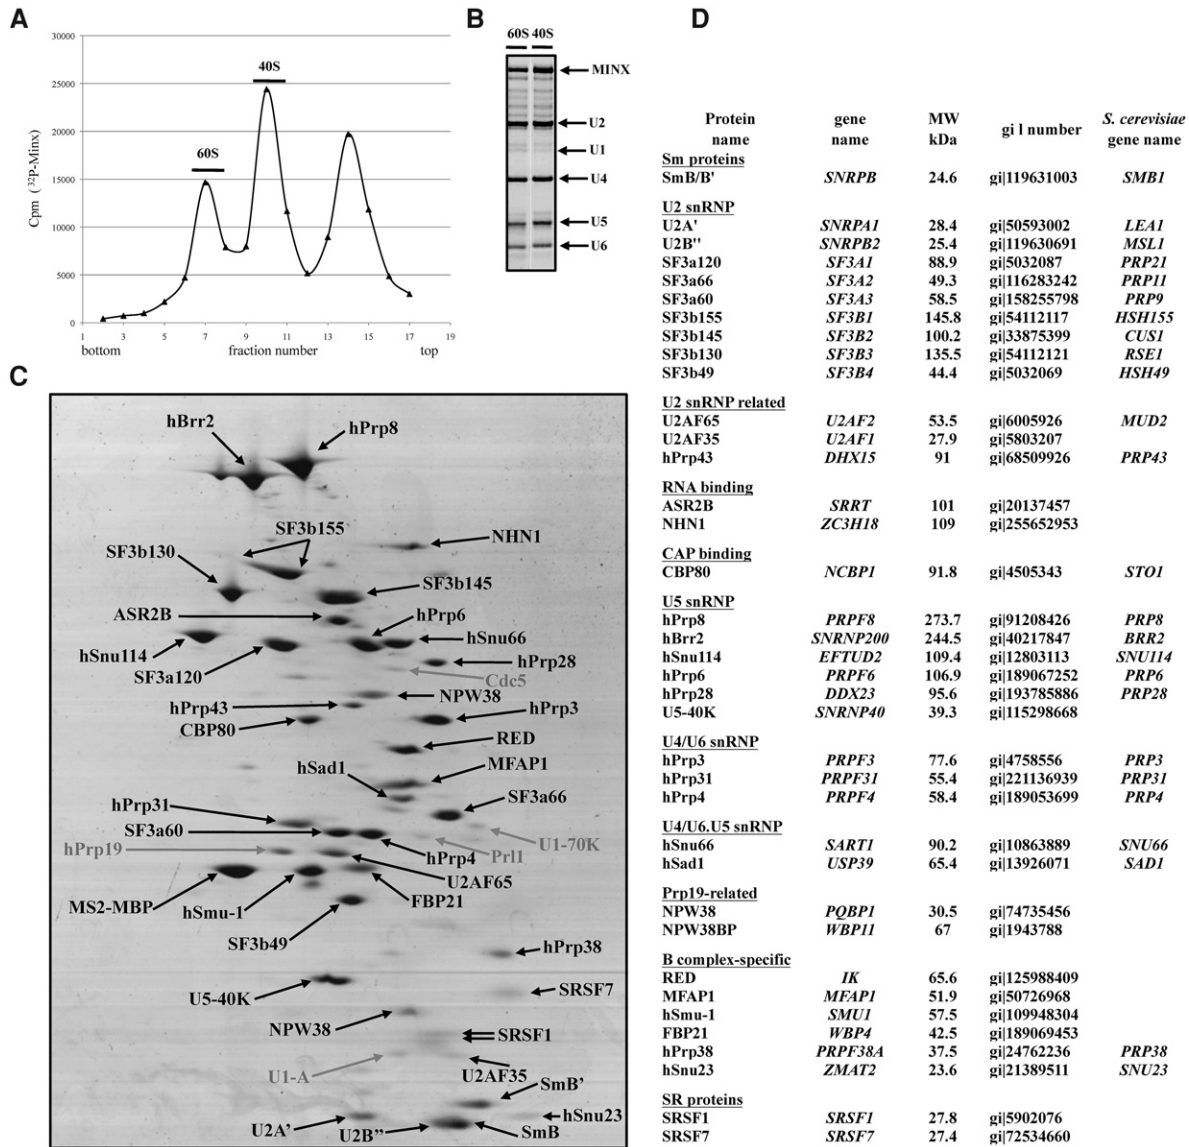 A
30000
25000
20000
15000
10000
5000
0
Cpm (³²P-Minx)
60S
40S
1 3 5 7 9 11 13 15 17 19
bottom fraction number top
B
60S 40S
MINX
U2
U1
U4
U5
U6
C
hBrr2
hPrp8
SF3b155
NHN1
SF3b130
SF3b145
ASR2B
hPrp6
hSnu66
hSnu114
SF3a120
hPrp28
Cdc5
NPW38
hPrp43
hPrp3
CBP80
RED
hSad1
MFAP1
SF3a66
hPrp31
SF3a60
U1-70K
hPrp19
hPrp4
Prl1
U2AF65
MS2-MBP
hSmu-1
FBP21
SF3b49
hPrp38
U5-40K
SRSF7
NPW38
SRSF1
U1-A
U2AF35
SmB'
hSnu23
U2A'
U2B''
SmB
D
Protein name gene name MW kDa gi l number S. cerevisiae gene name
Sm proteins
SmB/B' SNRPB 24.6 gi|119631003 SMB1
U2 snRNP
U2A' SNRPA1 28.4 gi|50593002 LEA1
U2B'' SNRPB2 25.4 gi|119630691 MSL1
SF3a120 SF3A1 88.9 gi|5032087 PRP21
SF3a66 SF3A2 49.3 gi|116283242 PRP11
SF3a60 SF3A3 58.5 gi|158255798 PRP9
SF3b155 SF3B1 145.8 gi|54112117 HSH155
SF3b145 SF3B2 100.2 gi|33875399 CUS1
SF3b130 SF3B3 135.5 gi|54112121 RSE1
SF3b49 SF3B4 44.4 gi|5032069 HSH49
U2 snRNP related
U2AF65 U2AF2 53.5 gi|6005926 MUD2
U2AF35 U2AF1 27.9 gi|5803207
hPrp43 DHX15 91 gi|68509926 PRP43
RNA binding
ASR2B SRRT 101 gi|20137457
NHN1 ZC3H18 109 gi|255652953
CAP binding
CBP80 NCBP1 91.8 gi|4505343 STO1
U5 snRNP
hPrp8 PRPF8 273.7 gi|91208426 PRP8
hBrr2 SNRNP200 244.5 gi|40217847 BRR2
hSnu114 EFTUD2 109.4 gi|12803113 SNU114
hPrp6 PRPF6 106.9 gi|189067252 PRP6
hPrp28 DDX23 95.6 gi|193785886 PRP28
U5-40K SNRNP40 39.3 gi|115298668
U4/U6 snRNP
hPrp3 PRPF3 77.6 gi|4758556 PRP3
hPrp31 PRPF31 55.4 gi|221136939 PRP31
hPrp4 PRPF4 58.4 gi|189053699 PRP4
U4/U6.U5 snRNP
hSnu66 SART1 90.2 gi|10863889 SNU66
hSad1 USP39 65.4 gi|13926071 SAD1
Prp19-related
NPW38 PQBP1 30.5 gi|74735456
NPW38BP WBP11 67 gi|1943788
B complex-specific
RED IK 65.6 gi|125988409
MFAP1 MFAP1 51.9 gi|50726968
hSmu-1 SMU1 57.5 gi|109948304
FBP21 WBP4 42.5 gi|189069453
hPrp38 PRPF38A 37.5 gi|24762236 PRP38
hSnu23 ZMAT2 23.6 gi|21389511 SNU23
SR proteins
SRSF1 SRSF1 27.8 gi|5902076
SRSF7 SRSF7 27.4 gi|72534660